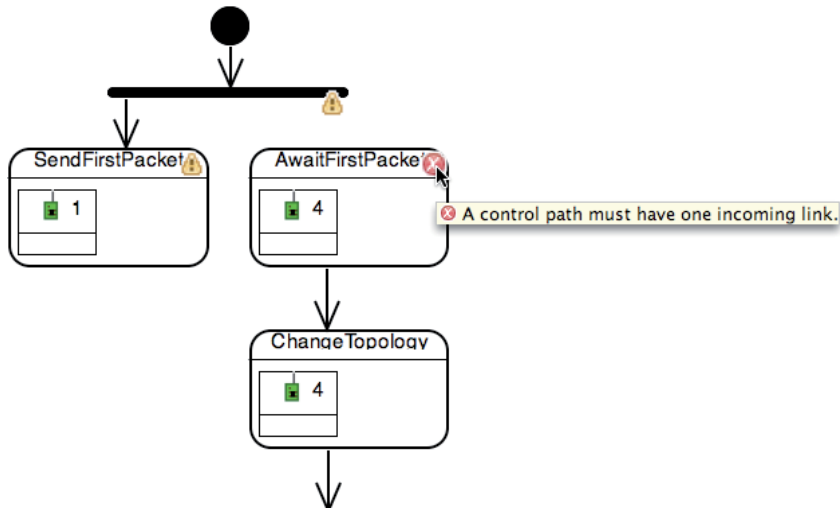 SendFirstPacket
AwaitFirstPacket
1
4
A control path must have one incoming link.
ChangeTopology
4